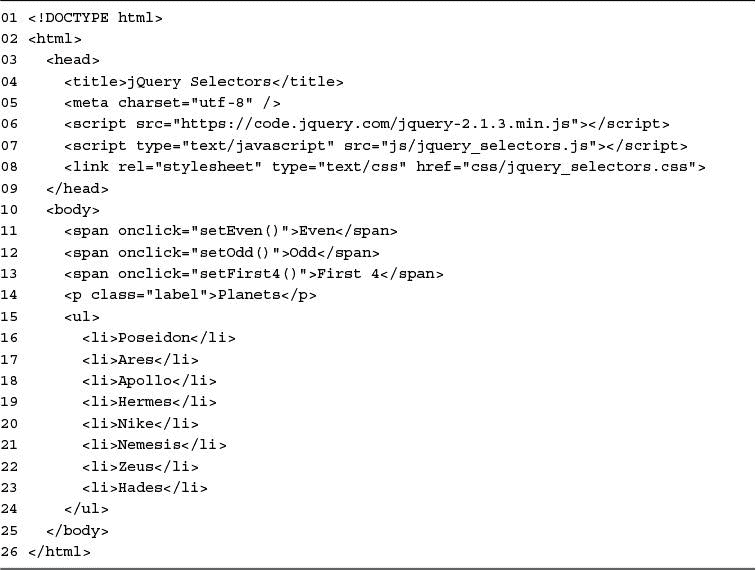 01 <!DOCTYPE html>
02 <html>
03   <head>
04     <title>jQuery Selectors</title>
05     <meta charset="utf-8" />
06     <script src="https://code.jquery.com/jquery-2.1.3.min.js"></script>
07     <script type="text/javascript" src="js/jquery_selectors.js"></script>
08     <link rel="stylesheet" type="text/css" href="css/jquery_selectors.css">
09   </head>
10   <body>
11     <span onclick="setEven()">Even</span>
12     <span onclick="setOdd()">Odd</span>
13     <span onclick="setFirst4()">First 4</span>
14     <p class="label">Planets</p>
15     <ul>
16       <li>Poseidon</li>
17       <li>Ares</li>
18       <li>Apollo</li>
19       <li>Hermes</li>
20       <li>Nike</li>
21       <li>Nemesis</li>
22       <li>Zeus</li>
23       <li>Hades</li>
24     </ul>
25   </body>
26 </html>